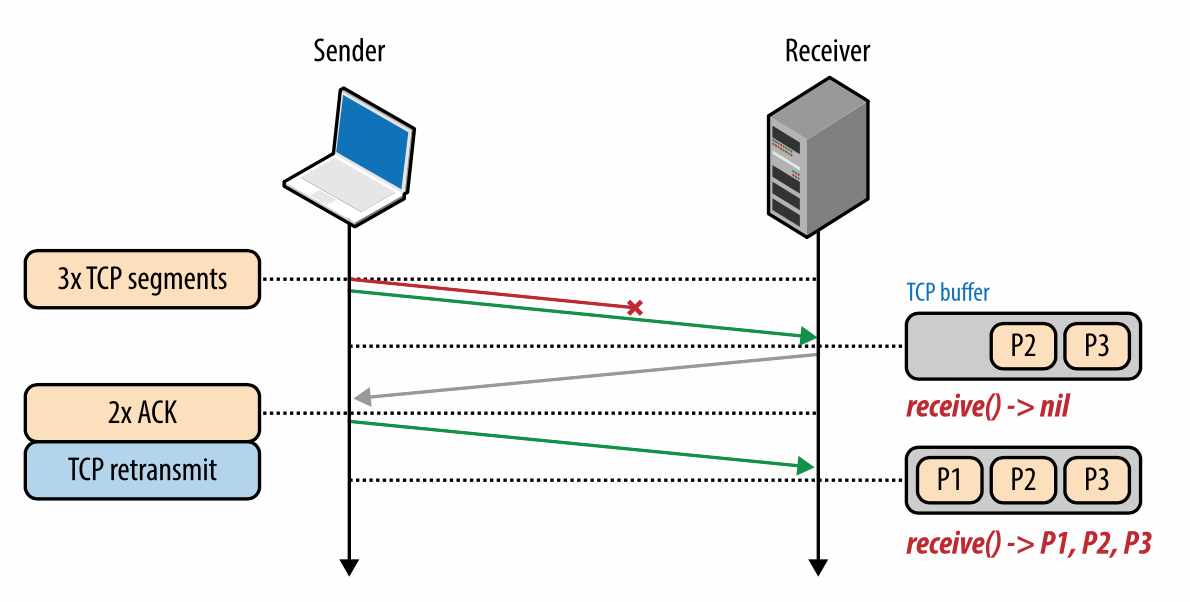 Sender
Receiver
3x TCP segments
TCP buffer
P2 P3
receive() -> nil
2x ACK
TCP retransmit
P1 P2 P3
receive() -> P1, P2, P3